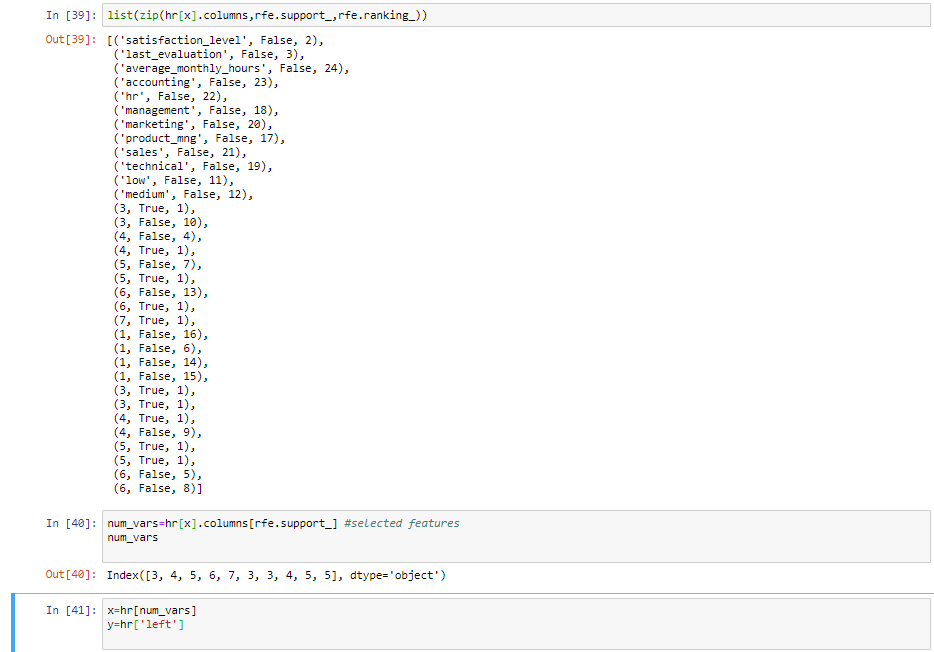 In [39]: list(zip(hr[x].columns,rfe.support_,rfe.ranking_))
Out[39]: [('satisfaction_level', False, 2),
('last_evaluation', False, 3),
('average_monthly_hours', False, 24),
('accounting', False, 23),
('hr', False, 22),
('management', False, 18),
('marketing', False, 20),
('product_mng', False, 17),
('sales', False, 21),
('technical', False, 19),
('low', False, 11),
('medium', False, 12),
(3, True, 1),
(3, False, 10),
(4, False, 4),
(4, True, 1),
(5, False, 7),
(5, True, 1),
(6, False, 13),
(6, True, 1),
(7, True, 1),
(1, False, 16),
(1, False, 6),
(1, False, 14),
(1, False, 15),
(3, True, 1),
(3, True, 1),
(4, True, 1),
(4, False, 9),
(5, True, 1),
(5, True, 1),
(6, False, 5),
(6, False, 8)]
In [40]: num_vars=hr[x].columns[rfe.support_] #selected features
num_vars
Out[40]: Index([3, 4, 5, 6, 7, 3, 3, 4, 5, 5], dtype='object')
In [41]: x=hr[num_vars]
y=hr['left']